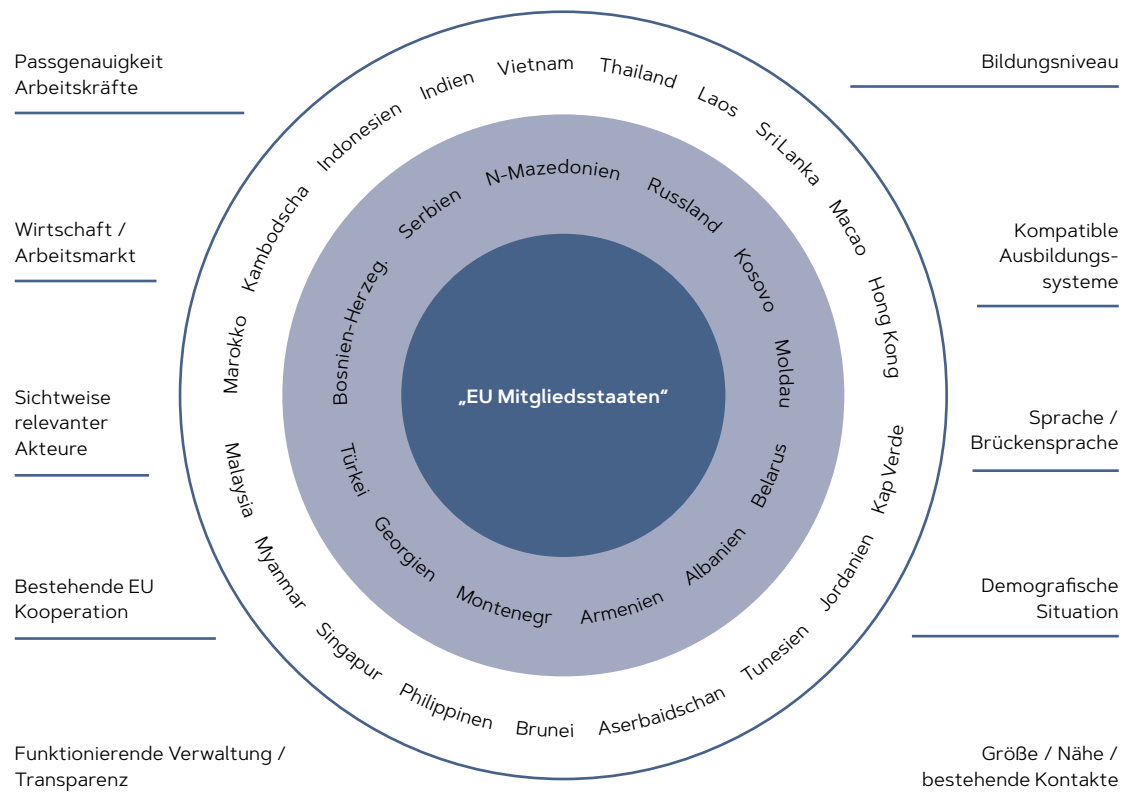 Passgenauigkeit
Arbeitskräfte
Wirtschaft /
Arbeitsmarkt
Sichtweise
relevanter
Akteure
Bestehende EU
Kooperation
Funktionierende Verwaltung /
Transparenz
Marokko
Kambodscha
Indonesien
Indien
Vietnam
Thailand
Laos
Sri Lanka
Macao
Hong Kong
Kap Verde
Jordanien
Tunesien
Aserbaidschan
Brunei
Philippinen
Singapur
Myanmar
Malaysia
Bosnien-Herzeg.
Serbien
N-Mazedonien
Russland
Kosovo
Moldau
Belarus
Albanien
Armenien
Montenegr
Georgien
Türkei
„EU Mitgliedsstaaten“
Bildungsniveau
Kompatible
Ausbildungs-
systeme
Sprache /
Brückensprache
Demografische
Situation
Größe / Nähe /
bestehende Kontakte